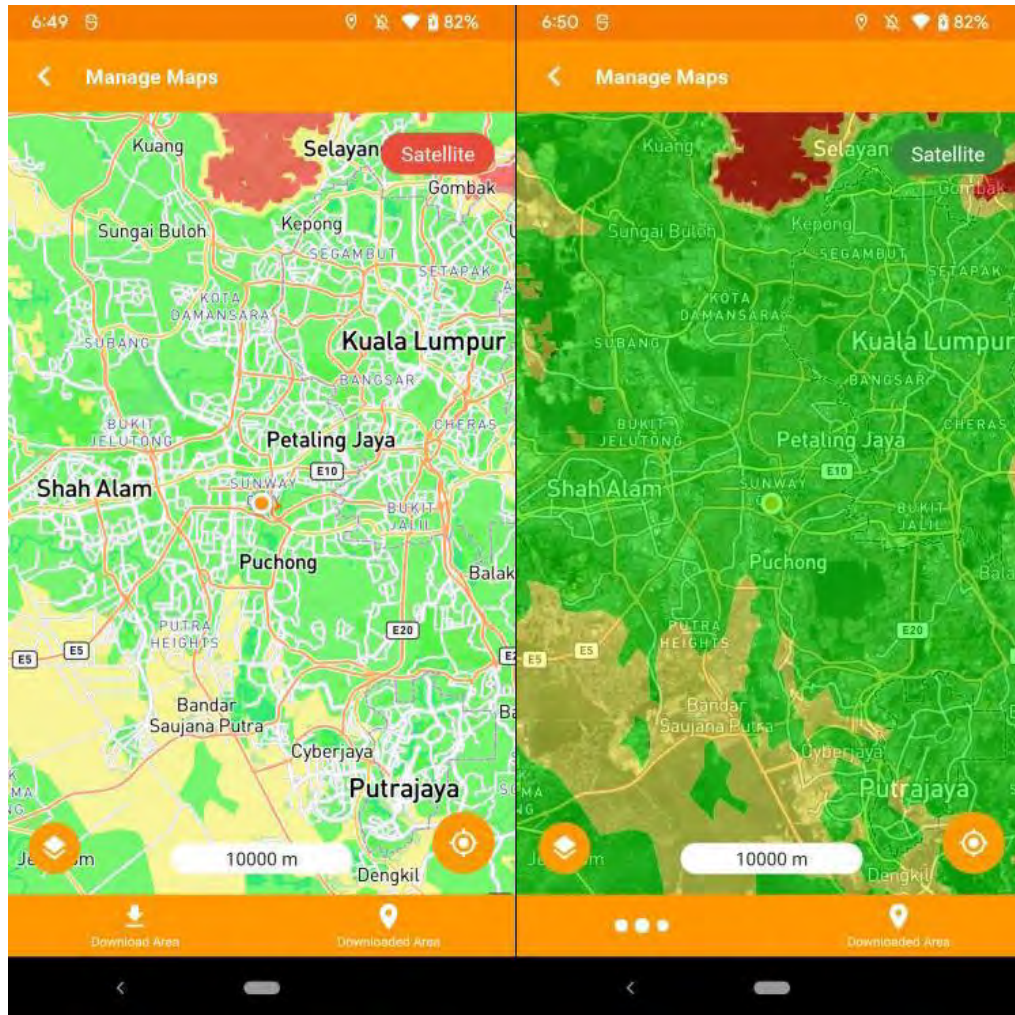 6:49 82%
Manage Maps
Kuang
Selayan
Satellite
Gombak
Sungai Buloh
Kepong
SEGAMBUT
SETAPAK
KOTA
DAMANSARA
SUBANG
Kuala Lumpur
BANGSAR
BUKIT
JELUTONG
CHERAS
Petaling Jaya
E10
Shah Alam
SUNWAY
BUKIT
JALIL
Puchong
Balak
PUTRA
HEIGHTS
E20
E5
E5
Bandar
Saujana Putra
Cyberjaya
Putrajaya
10000 m
Dengkil
Download Area
Downloaded Area
6:50 82%
Manage Maps
Kuang
Selayan
Satellite
Gombak
Sungai Buloh
Kepong
SEGAMBUT
SETAPAK
KOTA
DAMANSARA
SUBANG
Kuala Lumpur
BANGSAR
BUKIT
JELUTONG
CHERAS
Petaling Jaya
E10
Shah Alam
SUNWAY
BUKIT
JALIL
Puchong
Bala
PUTRA
HEIGHTS
E20
E5
E5
Bandar
Saujana Putra
Cyberjaya
Putrajaya
10000 m
Dengkil
Downloaded Area